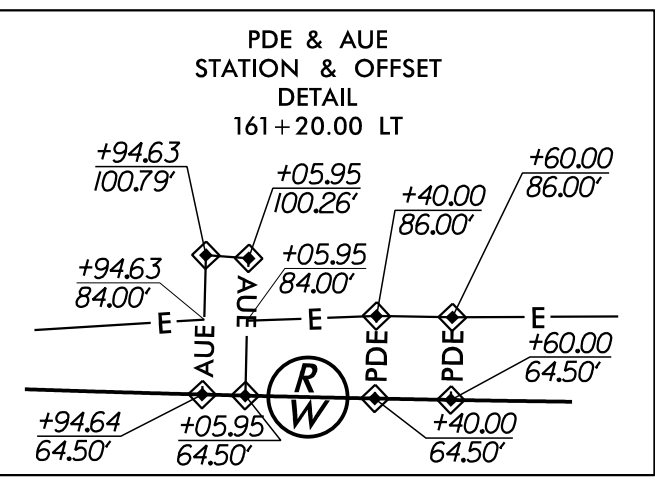 PDE & AUE
STATION & OFFSET
DETAIL
161+20.00 LT
+94.63
100.79'
+05.95
100.26'
+40.00
86.00'
+60.00
86.00'
+94.63
84.00'
+05.95
84.00'
E
AUE
AUE
E
PDE
PDE
E
R
W
+94.64
64.50'
+05.95
64.50'
+40.00
64.50'
+60.00
64.50'